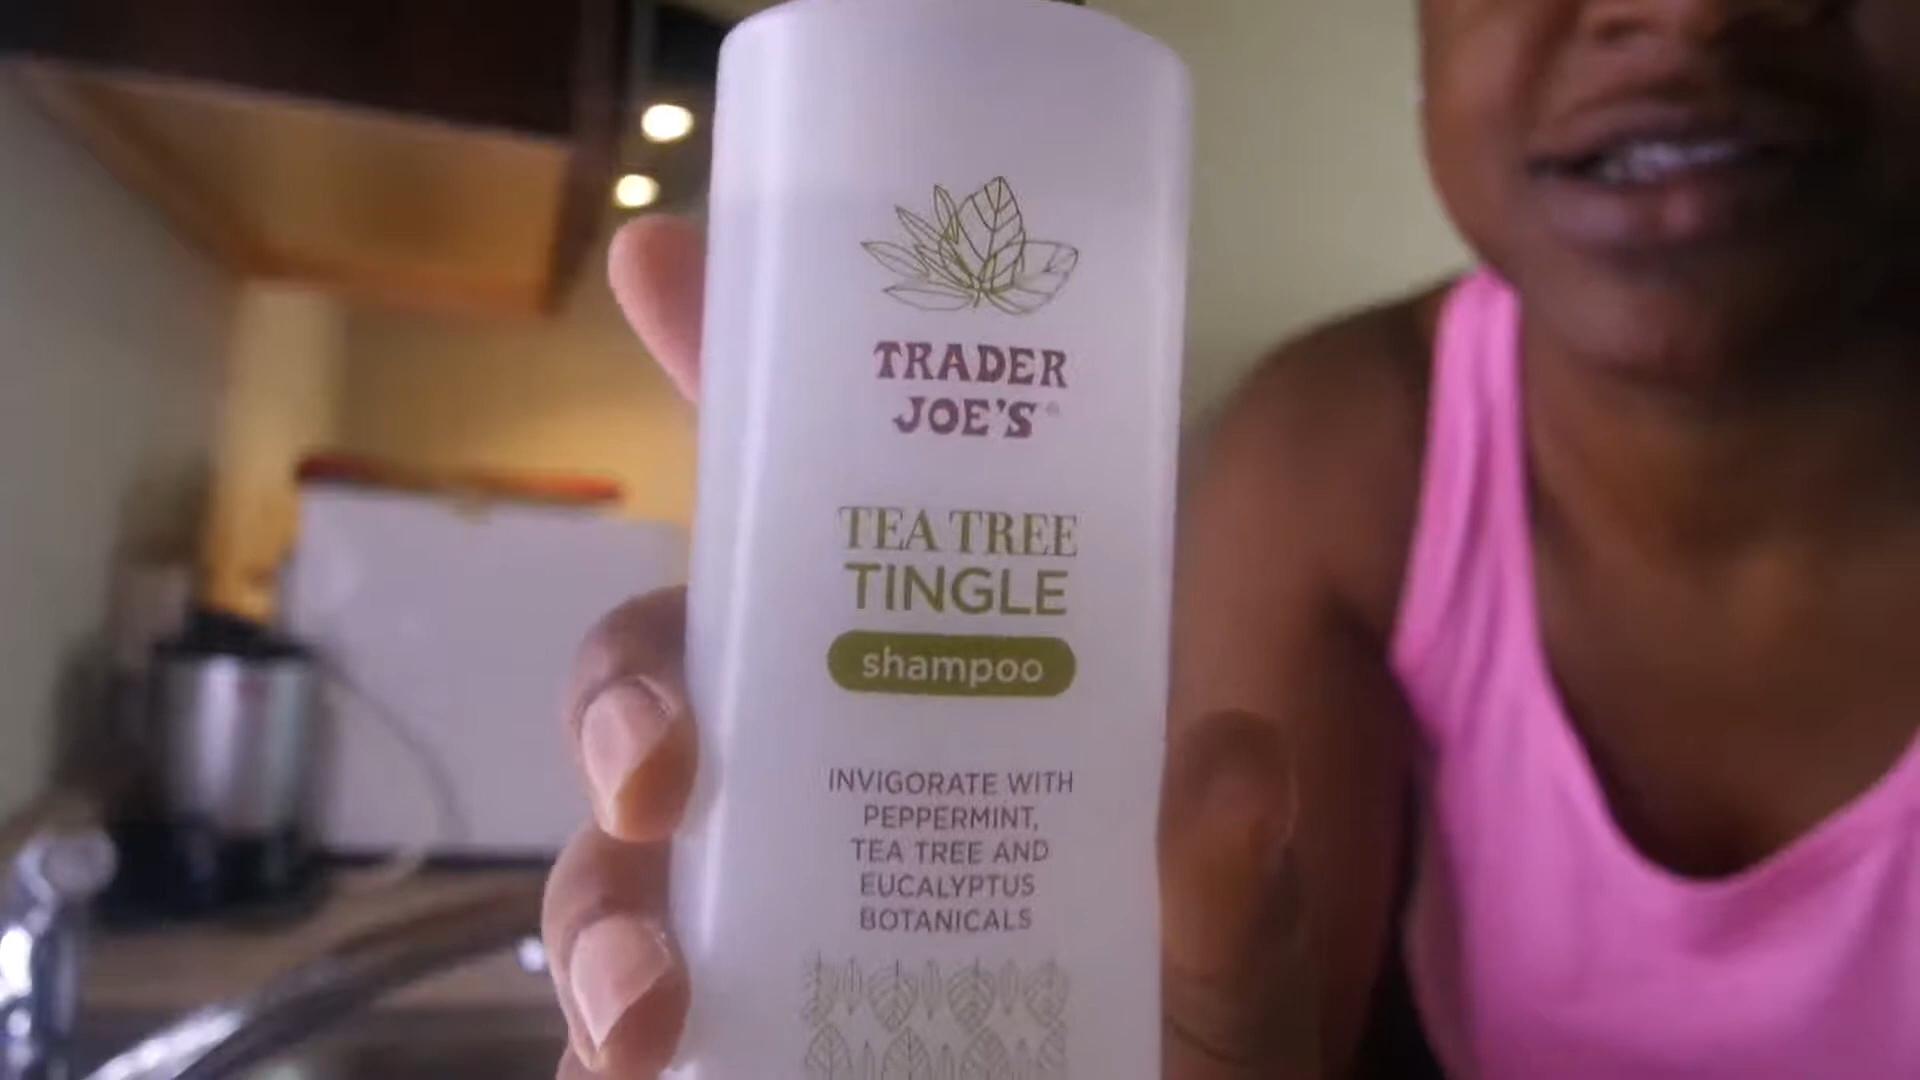 TRADER
JOE'S®
TEA TREE
TINGLE
shampoo
INVIGORATE WITH
PEPPERMINT,
TEA TREE AND
EUCALYPTUS
BOTANICALS